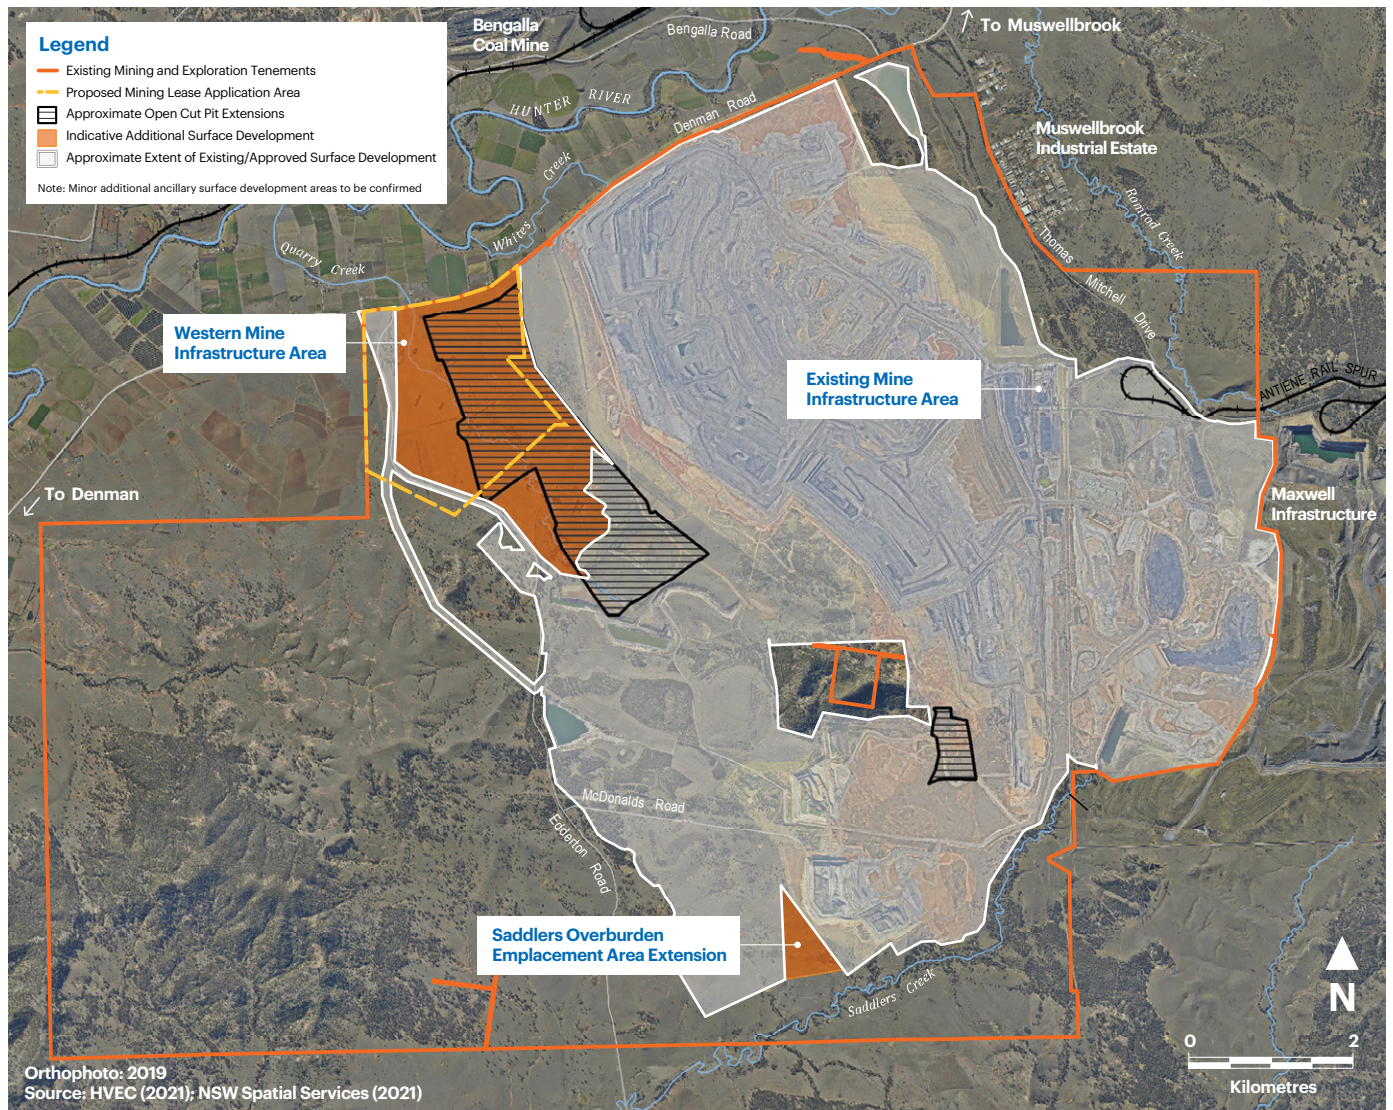 Legend
Existing Mining and Exploration Tenements
Proposed Mining Lease Application Area
Approximate Open Cut Pit Extensions
Indicative Additional Surface Development
Approximate Extent of Existing/Approved Surface Development
Note: Minor additional ancillary surface development areas to be confirmed
Bengalla
Coal Mine
Bengalla Road
To Muswellbrook
HUNTER RIVER
Denman Road
Muswellbrook
Industrial Estate
Whites Creek
Ramrod Creek
Quarry Creek
Thomas Mitchell Drive
Western Mine
Infrastructure Area
Existing Mine
Infrastructure Area
ANTIENE RAIL SPUR
To Denman
Maxwell
Infrastructure
McDonalds Road
Edderton Road
Saddlers Overburden
Emplacement Area Extension
Saddlers Creek
N
0 2
Kilometres
Orthophoto: 2019
Source: HVEC (2021); NSW Spatial Services (2021)